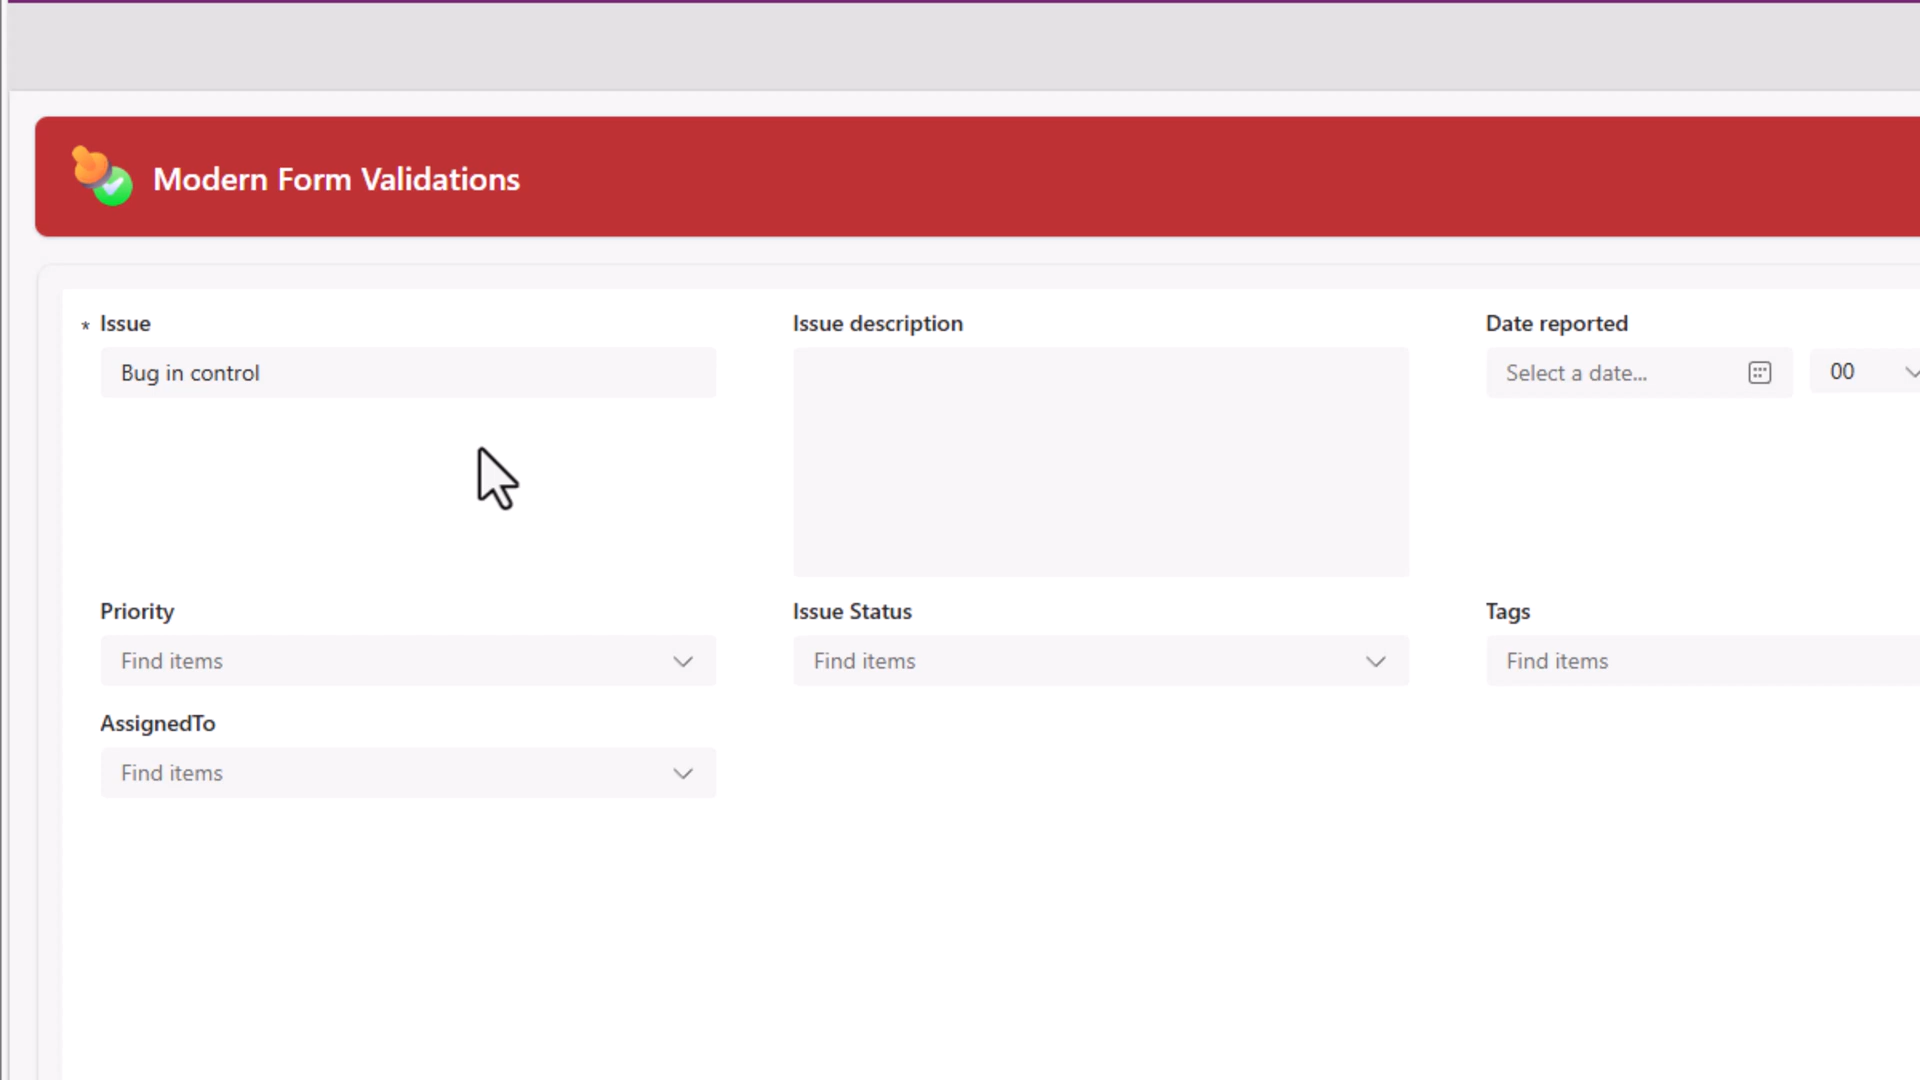 Modern Form Validations
* Issue
Issue description
Date reported
Bug in control
Select a date...
00
Priority
Issue Status
Tags
Find items
Find items
Find items
AssignedTo
Find items